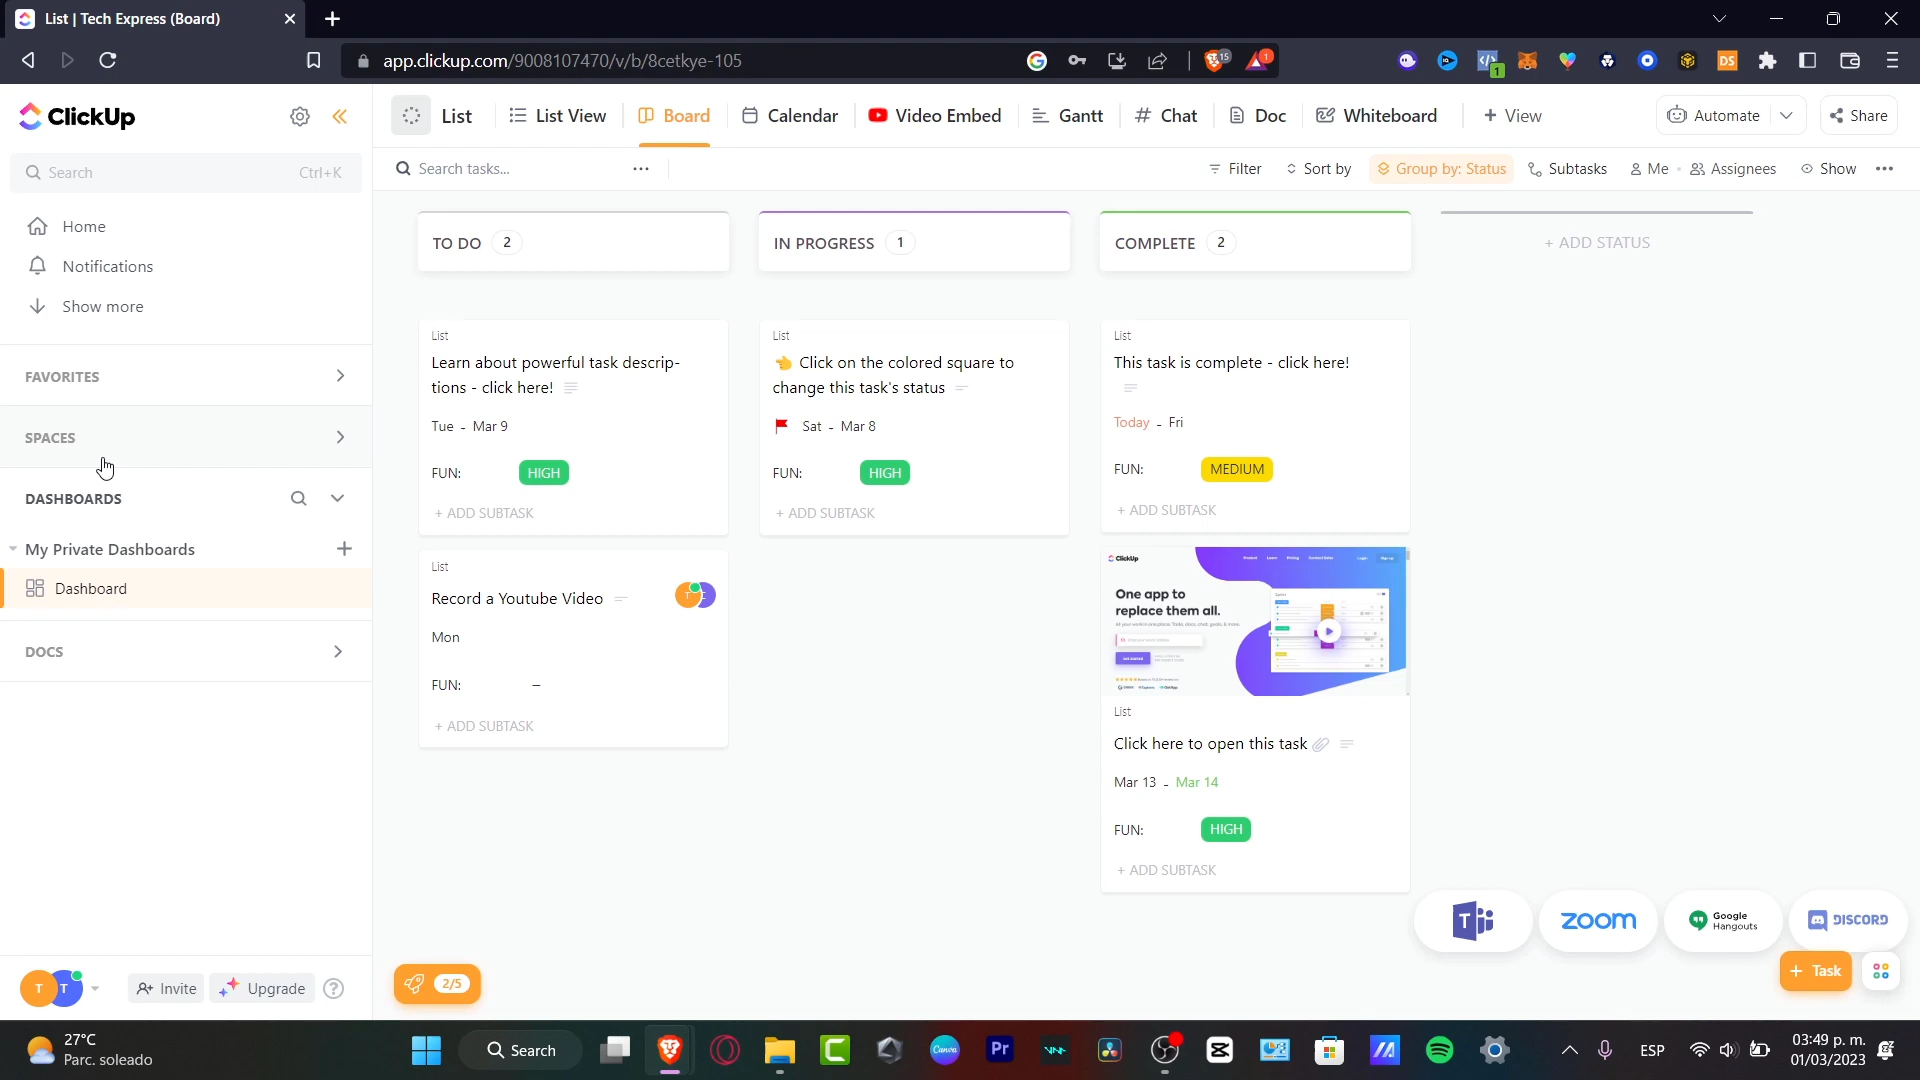 List | Tech Express (Board)
app.clickup.com/9008107470/v/b/8cetkye-105
15
1
1
DS
ClickUp
List
List View
Board
Calendar
Video Embed
Gantt
Chat
Doc
Whiteboard
+ View
Automate
Share
Search
Ctrl+K
Search tasks...
Filter
Sort by
Group by: Status
Subtasks
Me
Assignees
Show
Home
Notifications
Show more
FAVORITES
SPACES
DASHBOARDS
My Private Dashboards
Dashboard
DOCS
TO DO 2
IN PROGRESS 1
COMPLETE 2
+ ADD STATUS
List
Learn about powerful task descrip-
tions - click here!
Tue - Mar 9
FUN: HIGH
+ ADD SUBTASK
List
Record a Youtube Video
Mon
FUN: –
+ ADD SUBTASK
List
Click on the colored square to
change this task's status
Sat - Mar 8
FUN: HIGH
+ ADD SUBTASK
List
This task is complete - click here!
Today - Fri
FUN: MEDIUM
+ ADD SUBTASK
ClickUp
One app to
replace them all.
List
Click here to open this task
Mar 13 - Mar 14
FUN: HIGH
+ ADD SUBTASK
zoom
Google
Hangouts
DISCORD
+ Task
T T
Invite
Upgrade
2/5
27°C
Parc. soleado
Search
Canva
Pr
ESP
03:49 p. m.
01/03/2023